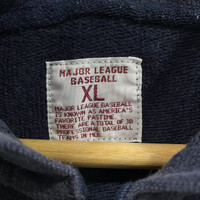 MAJOR LEAGUE
BASEBALL
XL
MAJOR LEAGUE BASEBALL
IS KNOWN AS AMERICA'S
FAVORITE PASTIME.
THERE ARE A TOTAL OF 30
PROFESSIONAL BASEBALL
TEAMS IN